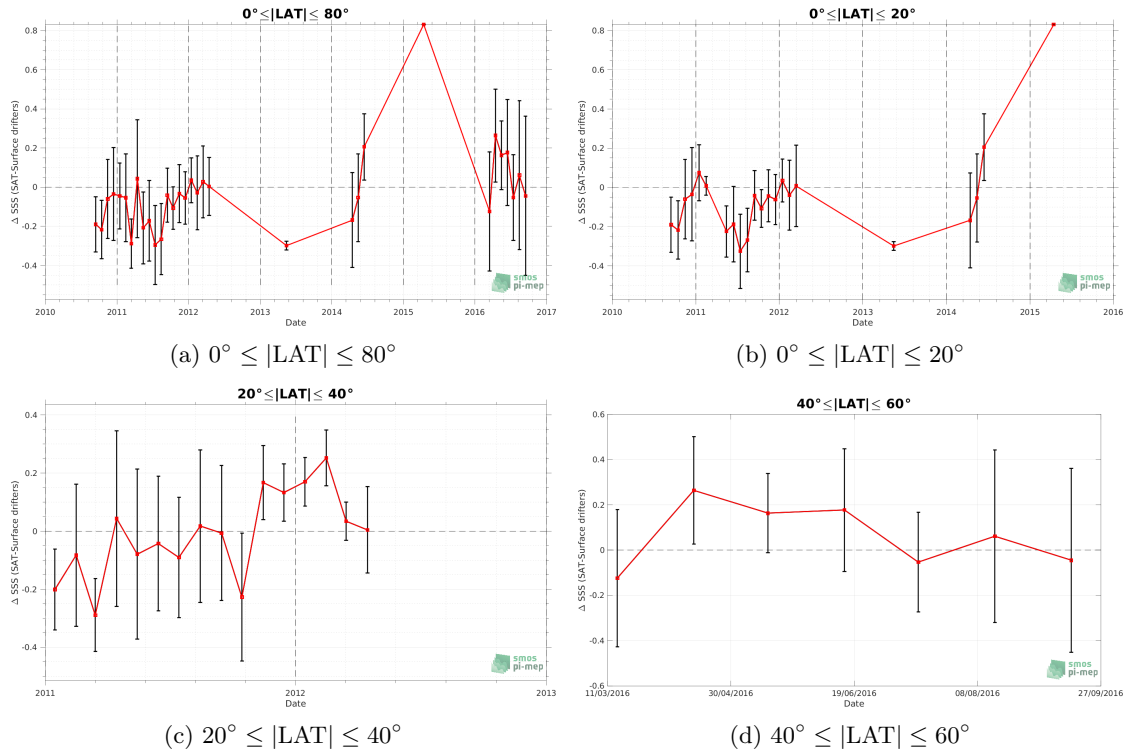 0°≤|LAT|≤ 80°
Δ SSS (SAT-Surface drifters)
0.8
0.6
0.4
0.2
0
-0.2
-0.4
2010 2011 2012 2013 2014 2015 2016 2017
Date
smos
pi-mep
(a) 0° ≤ |LAT| ≤ 80°
0°≤|LAT|≤ 20°
Δ SSS (SAT-Surface drifters)
0.8
0.6
0.4
0.2
0
-0.2
-0.4
2010 2011 2012 2013 2014 2015 2016
Date
smos
pi-mep
(b) 0° ≤ |LAT| ≤ 20°
20°≤|LAT|≤ 40°
Δ SSS (SAT-Surface drifters)
0.4
0.2
0
-0.2
-0.4
2011 2012 2013
Date
smos
pi-mep
(c) 20° ≤ |LAT| ≤ 40°
40°≤|LAT|≤ 60°
Δ SSS (SAT-Surface drifters)
0.6
0.4
0.2
0
-0.2
-0.4
-0.6
11/03/2016 30/04/2016 19/06/2016 08/08/2016 27/09/2016
Date
smos
pi-mep
(d) 40° ≤ |LAT| ≤ 60°